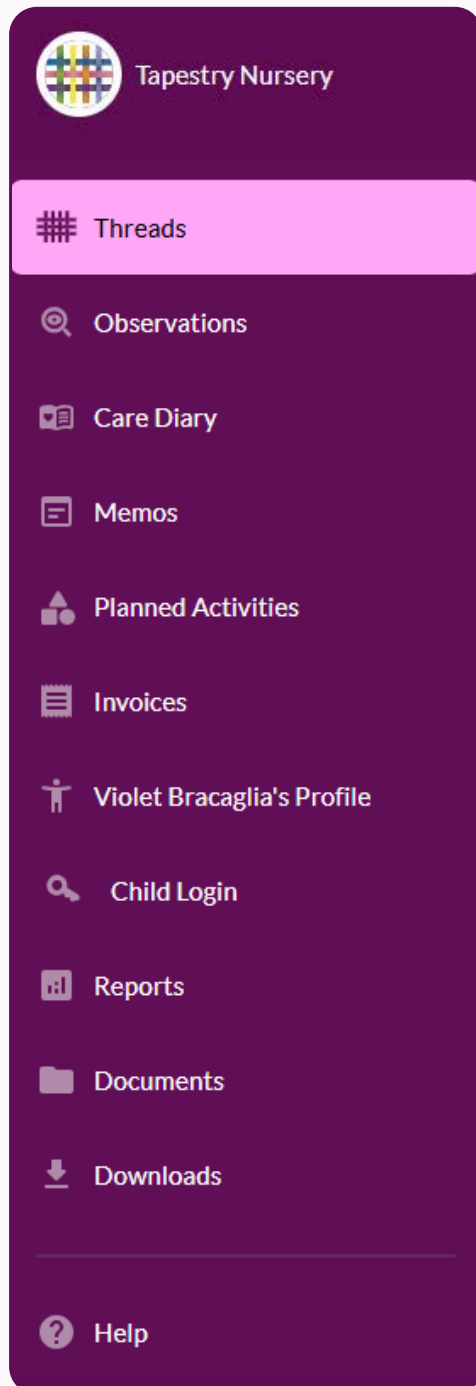 Tapestry Nursery
Threads
Observations
Care Diary
Memos
Planned Activities
Invoices
Violet Bracaglia's Profile
Child Login
Reports
Documents
Downloads
Help